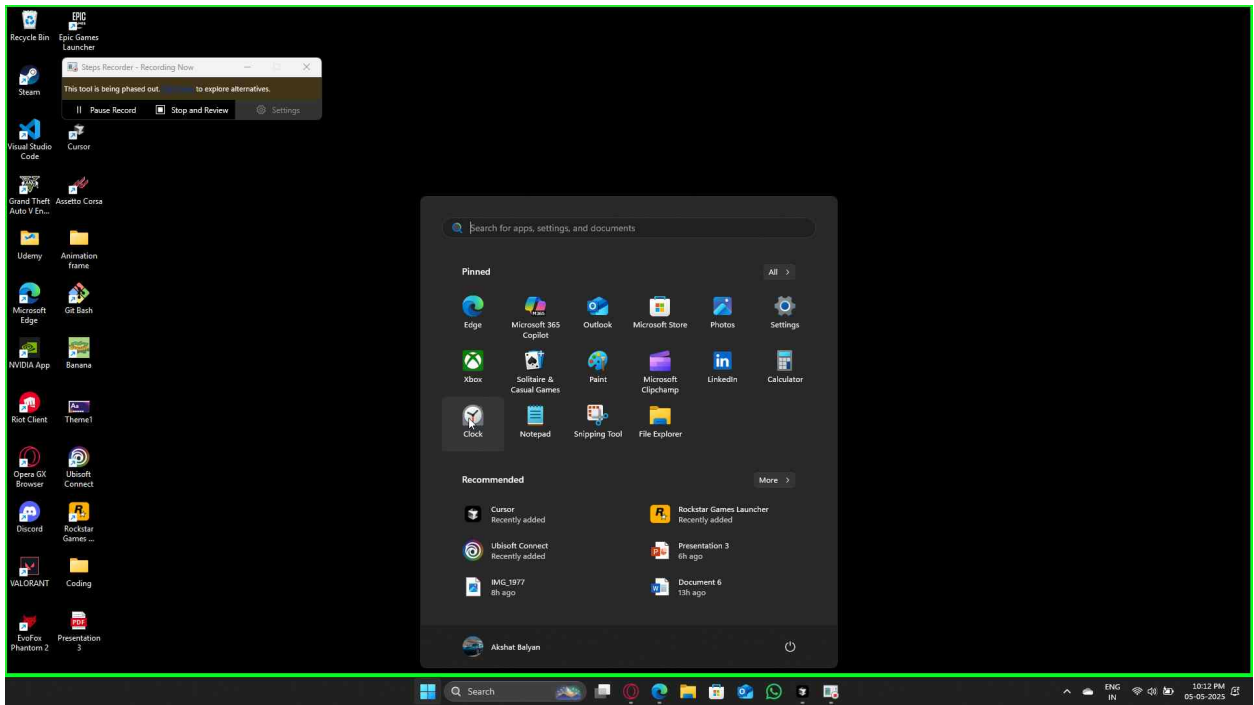 Recycle Bin
EPIC
GAMES
Epic Games
Launcher
Steps Recorder - Recording Now
This tool is being phased out.
to explore alternatives.
Pause Record
Stop and Review
Settings
Steam
Visual Studio
Code
Cursor
Grand Theft
Auto V En...
Assetto Corsa
Udemy
Animation
frame
Microsoft
Edge
Git Bash
NVIDIA App
Banana
Riot Client
Aa
Theme1
Opera GX
Browser
Ubisoft
Connect
Discord
Rockstar
Games ...
VALORANT
Coding
EvoFox
Phantom 2
PDF
Presentation
3
Search for apps, settings, and documents
Pinned
All
Edge
Microsoft 365
Copilot
Outlook
Microsoft Store
Photos
Settings
Xbox
Solitaire &
Casual Games
Paint
Microsoft
Clipchamp
LinkedIn
Calculator
Clock
Notepad
Snipping Tool
File Explorer
Recommended
More
Cursor
Recently added
Rockstar Games Launcher
Recently added
Ubisoft Connect
Recently added
Presentation 3
6h ago
IMG_1977
8h ago
Document 6
13h ago
Akshat Balyan
Search
ENG
IN
10:12 PM
05-05-2025